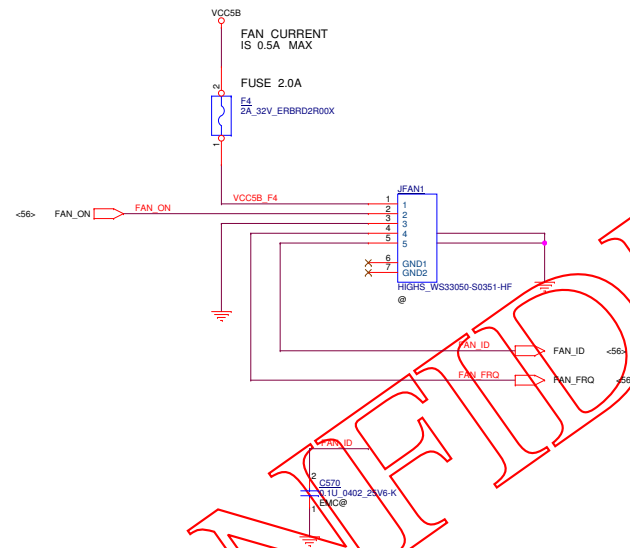 VCC5B
FAN CURRENT
IS 0.5A MAX
FUSE 2.0A
2
F4
2A_32V_ERBRD2R00X
1
VCC5B_F4
JFAN1
<56> FAN_ON
FAN_ON
1 1
2 2
3 3
4 4
5 5
6 GND1
7 GND2
HIGHS_WS33050-S0351-HF
@
FAN_ID
FAN_ID <56>
FAN_FRQ
FAN_FRQ <56
FAN_ID
2
C570
0.1U_0402_25V6-K
EMC@
1
NFID